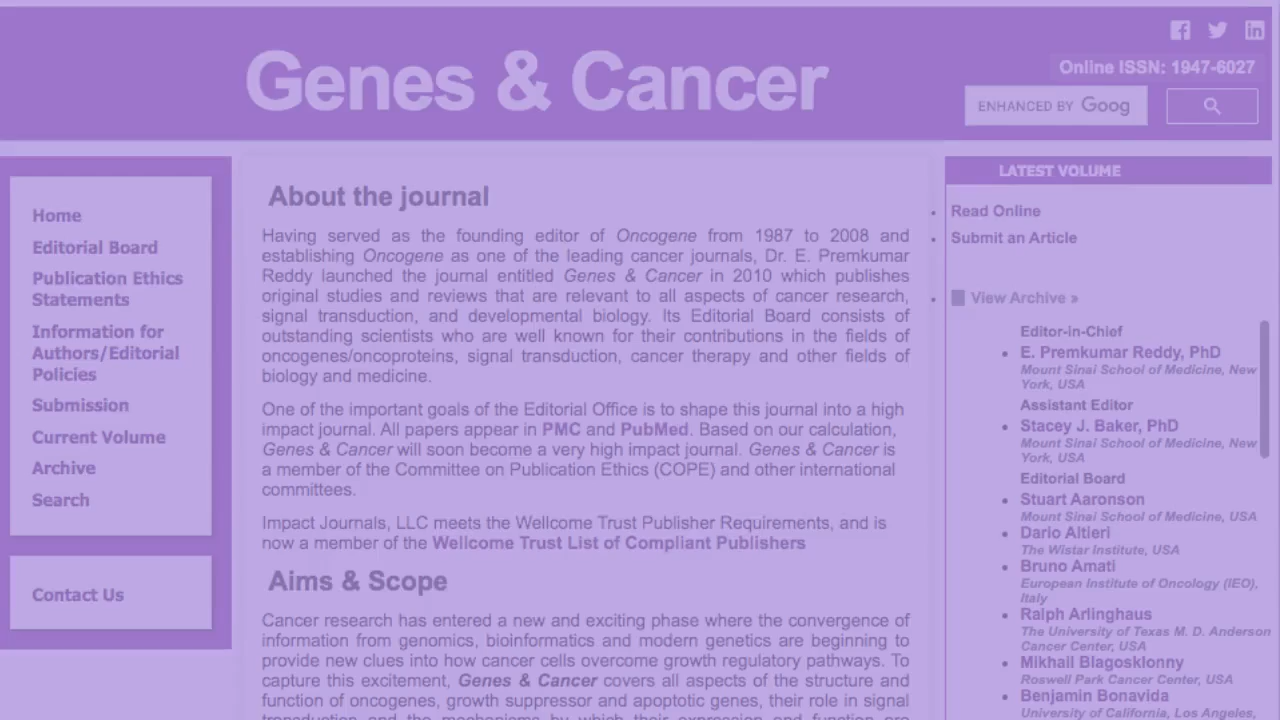 Genes & Cancer
Online ISSN: 1947-6027
ENHANCED BY Goog
Home
Editorial Board
Publication Ethics
Statements
Information for
Authors/Editorial
Policies
Submission
Current Volume
Archive
Search
Contact Us
About the journal
Having served as the founding editor of Oncogene from 1987 to 2008 and
establishing Oncogene as one of the leading cancer journals, Dr. E. Premkumar
Reddy launched the journal entitled Genes & Cancer in 2010 which publishes
original studies and reviews that are relevant to all aspects of cancer research,
signal transduction, and developmental biology. Its Editorial Board consists of
outstanding scientists who are well known for their contributions in the fields of
oncogenes/oncoproteins, signal transduction, cancer therapy and other fields of
biology and medicine.
One of the important goals of the Editorial Office is to shape this journal into a high
impact journal. All papers appear in PMC and PubMed. Based on our calculation,
Genes & Cancer will soon become a very high impact journal. Genes & Cancer is
a member of the Committee on Publication Ethics (COPE) and other international
committees.
Impact Journals, LLC meets the Wellcome Trust Publisher Requirements, and is
now a member of the Wellcome Trust List of Compliant Publishers
Aims & Scope
Cancer research has entered a new and exciting phase where the convergence of
information from genomics, bioinformatics and modern genetics are beginning to
provide new clues into how cancer cells overcome growth regulatory pathways. To
capture this excitement, Genes & Cancer covers all aspects of the structure and
function of oncogenes, growth suppressor and apoptotic genes, their role in signal
transduction and the mechanisms by which their expression and function are
LATEST VOLUME
Read Online
Submit an Article
View Archive »
Editor-in-Chief
E. Premkumar Reddy, PhD
Mount Sinai School of Medicine, New
York, USA
Assistant Editor
Stacey J. Baker, PhD
Mount Sinai School of Medicine, New
York, USA
Editorial Board
Stuart Aaronson
Mount Sinai School of Medicine, USA
Dario Altieri
The Wistar Institute, USA
Bruno Amati
European Institute of Oncology (IEO),
Italy
Ralph Arlinghaus
The University of Texas M. D. Anderson
Cancer Center, USA
Mikhail Blagosklonny
Roswell Park Cancer Center, USA
Benjamin Bonavida
University of California, Los Angeles,